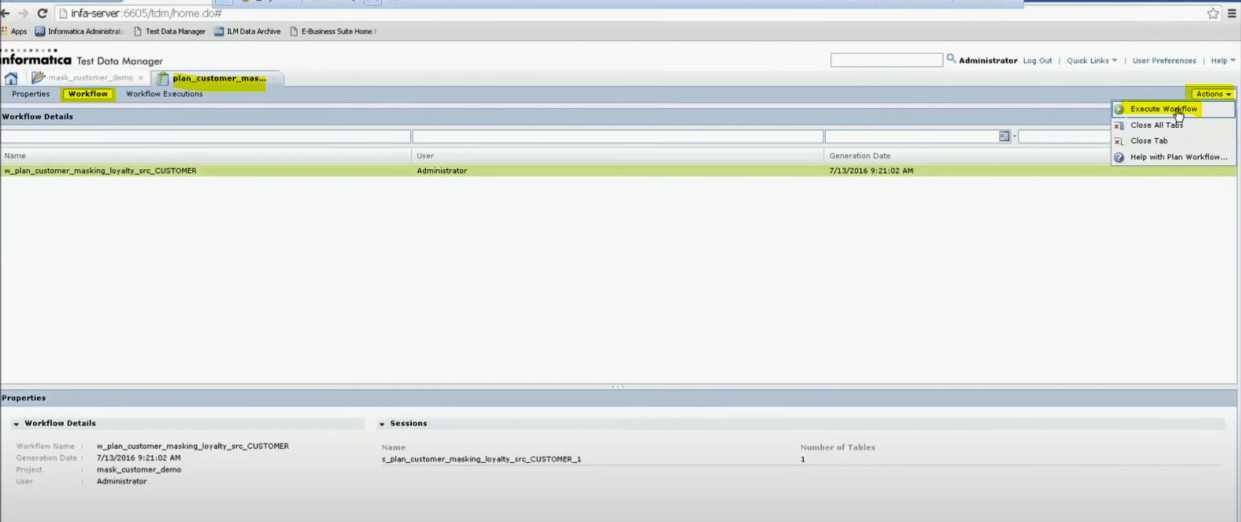 infa-server:6605/tdm/home.do#
Apps Informatica Administrat Test Data Manager ILM Data Archive E-Business Suite Home
Informatica Test Data Manager
Administrator Log Out | Quick Links | User Preferences | Help
mask_customer_demo × plan_customer_mas...
Properties Workflow Workflow Executions Actions
Execute Workflow
Close All Tabs
Close Tab
Help with Plan Workflow...
Workflow Details
Name User Generation Date
w_plan_customer_masking_loyalty_src_CUSTOMER Administrator 7/13/2016 9:21:02 AM
Properties
Workflow Details
Workflow Name : w_plan_customer_masking_loyalty_src_CUSTOMER
Generation Date : 7/13/2016 9:21:02 AM
Project : mask_customer_demo
User : Administrator
Sessions
Name Number of Tables
s_plan_customer_masking_loyalty_src_CUSTOMER_1 1